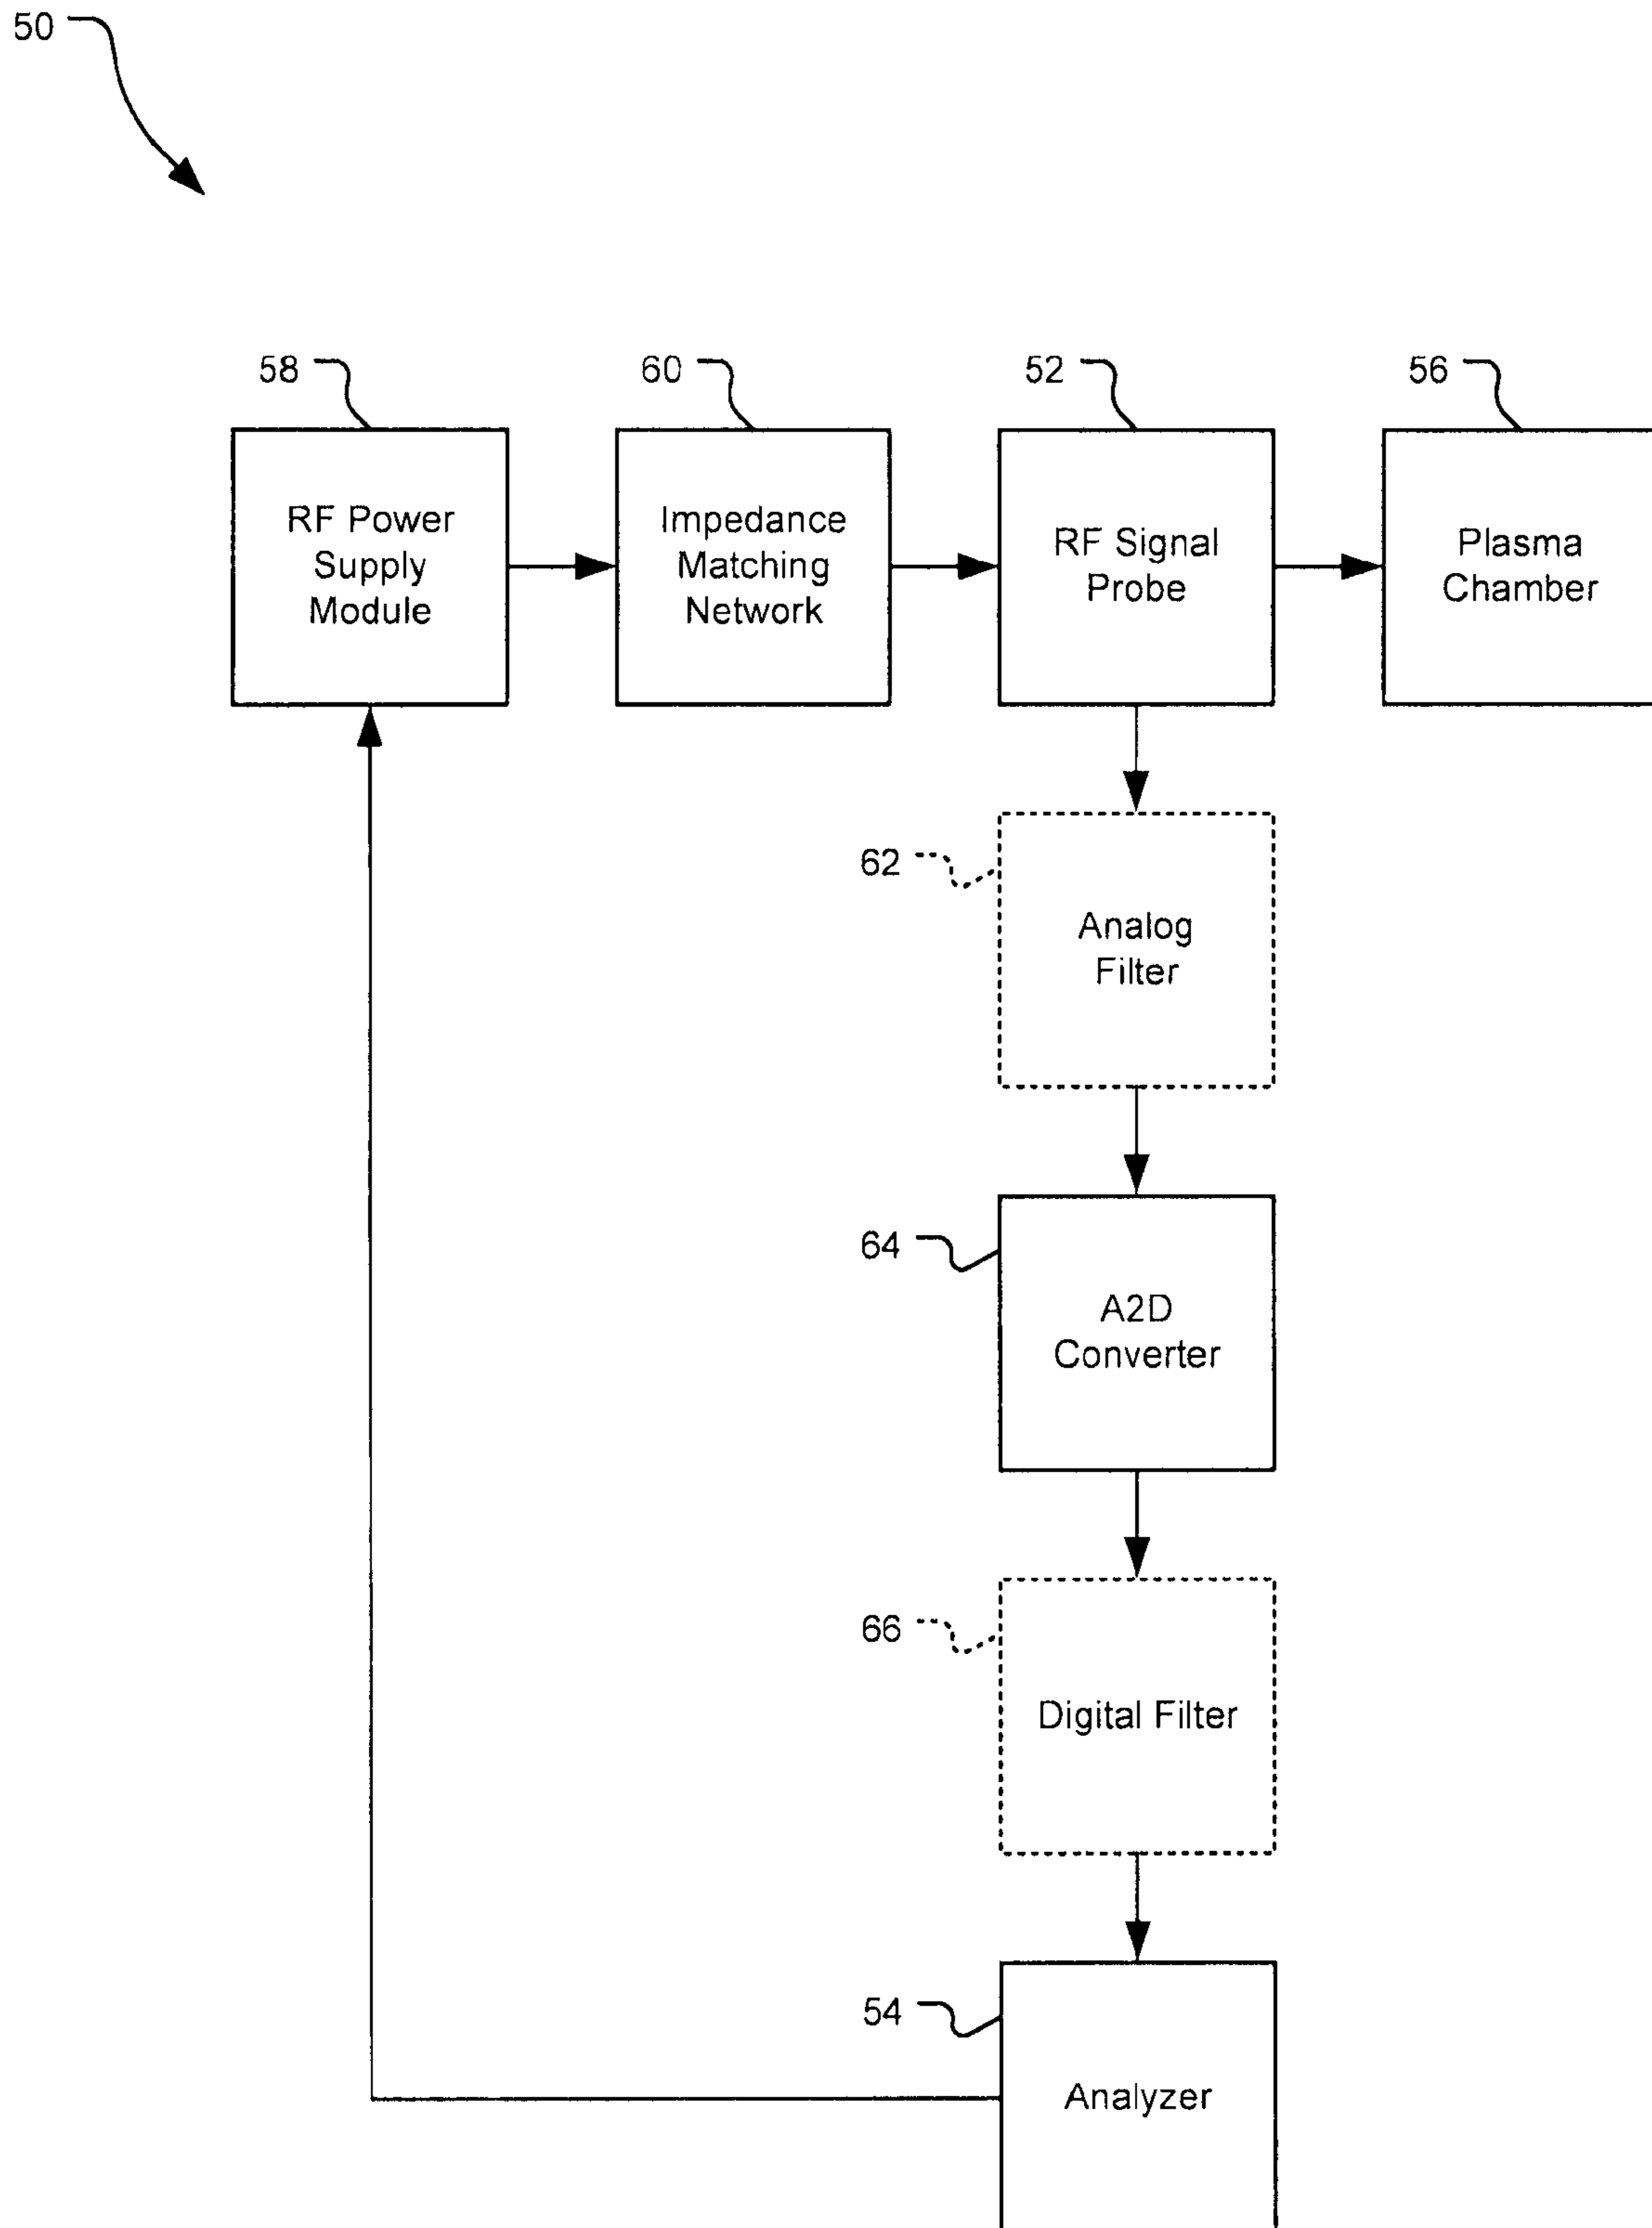 50
58
60
52
56
RF Power
Supply
Module
Impedance
Matching
Network
RF Signal
Probe
Plasma
Chamber
62
Analog
Filter
64
A2D
Converter
66
Digital Filter
54
Analyzer